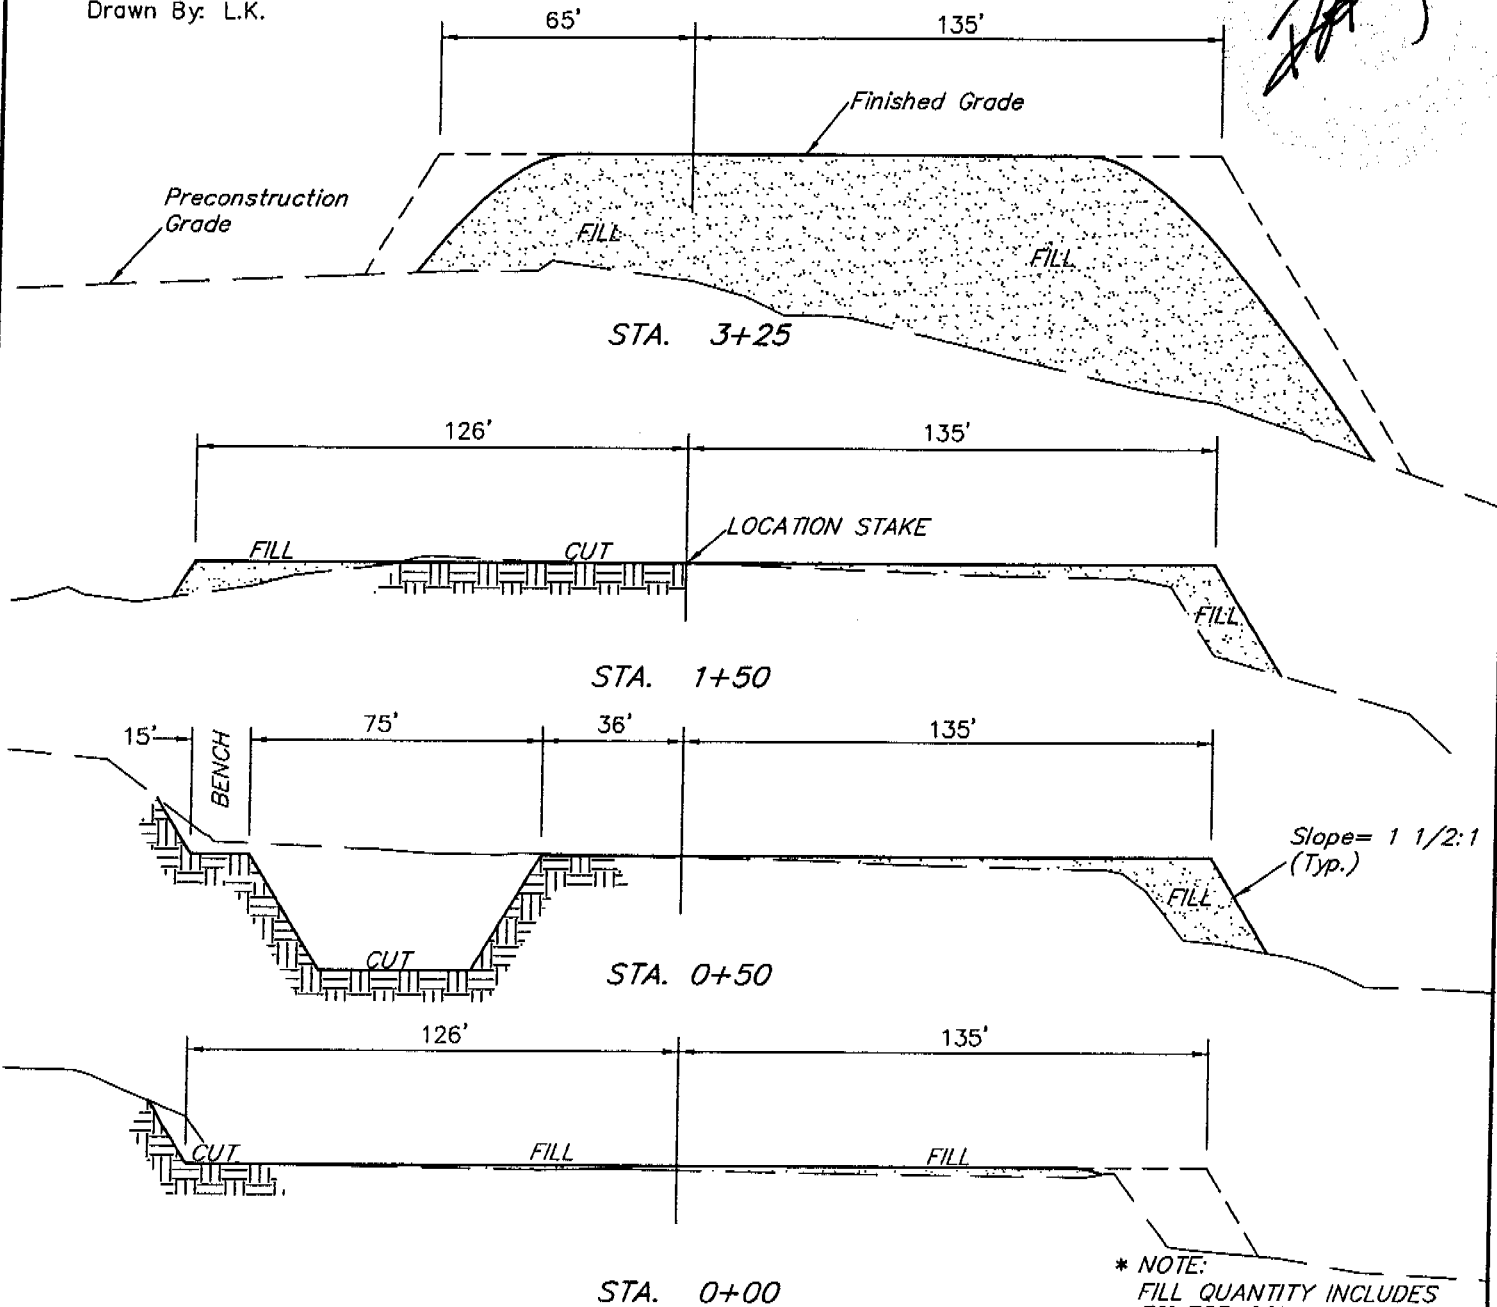 Drawn By: L.K.
65' 135'
Finished Grade
Preconstruction
Grade
FILL FILL
STA. 3+25
126' 135'
LOCATION STAKE
FILL CUT
FILL
STA. 1+50
15' BENCH 75' 36' 135'
Slope= 1 1/2:1
(Typ.)
FILL
CUT
STA. 0+50
126' 135'
CUT FILL FILL
STA. 0+00
* NOTE:
FILL QUANTITY INCLUDES